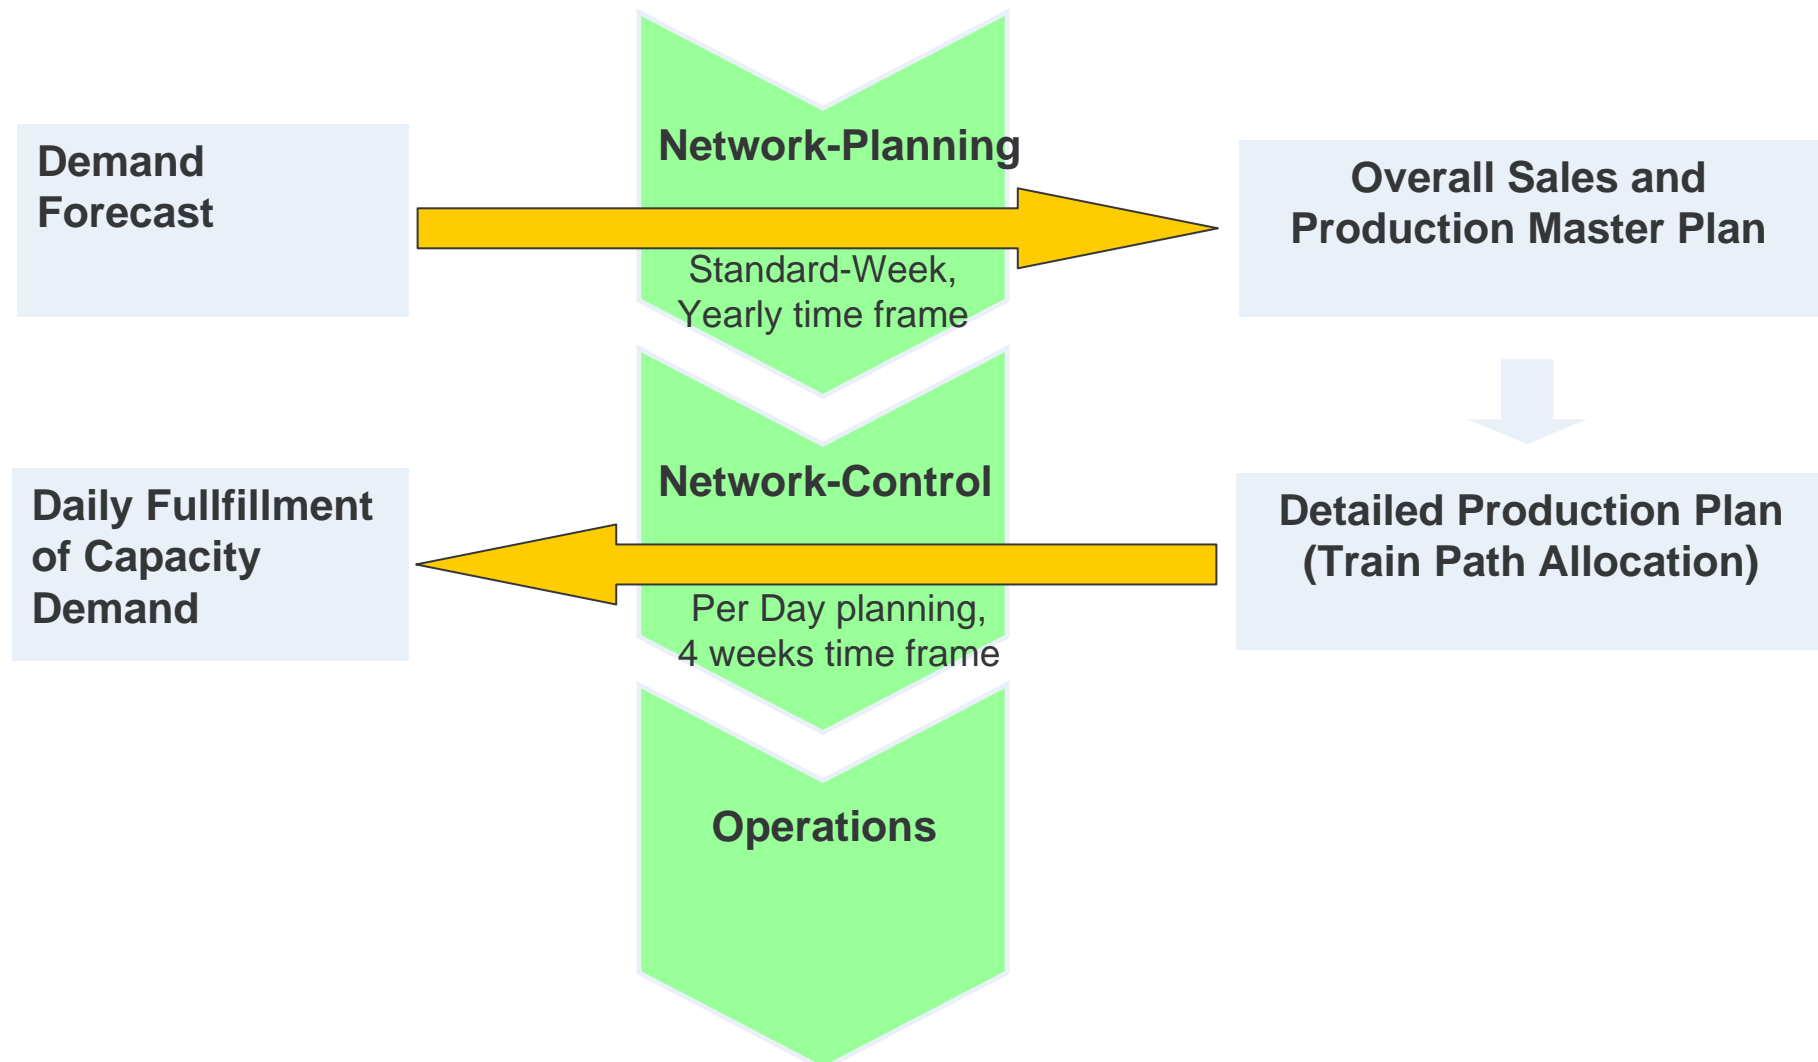 Demand
Forecast
Network-Planning
Standard-Week,
Yearly time frame
Overall Sales and
Production Master Plan
Daily Fullfillment
of Capacity
Demand
Network-Control
Per Day planning,
4 weeks time frame
Detailed Production Plan
(Train Path Allocation)
Operations